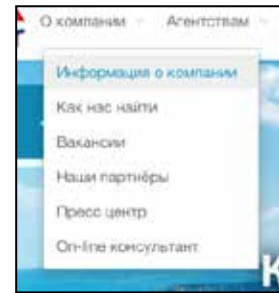 О компании Агентствам
Информация о компании
Как нас найти
Вакансии
Наши партнёры
Пресс центр
On-line консультант
К